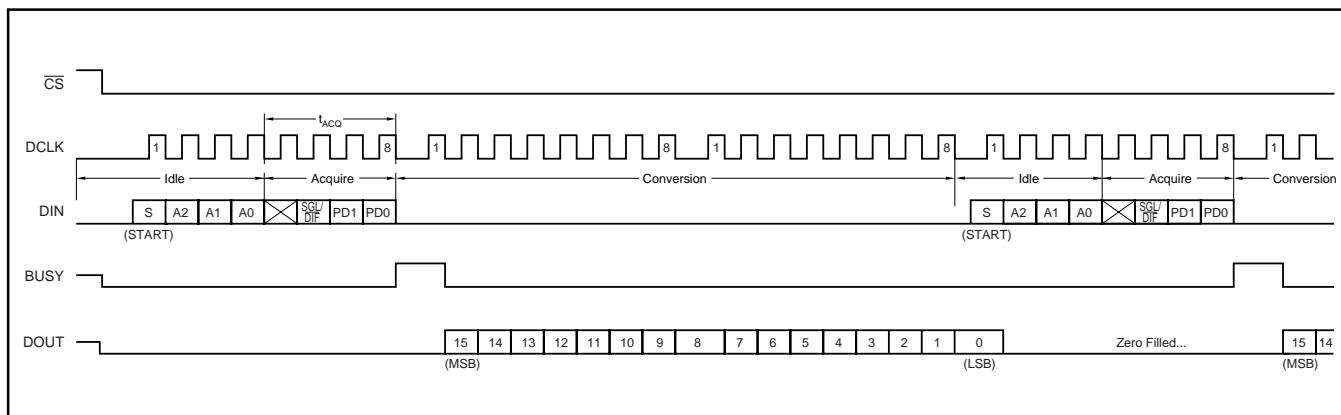 CS
tACQ
DCLK 1 8 1 8 1 8 1 8 1
Idle Acquire Conversion Idle Acquire Conversion
DIN S A2 A1 A0 SGL/DIF PD1 PD0 S A2 A1 A0 SGL/DIF PD1 PD0
(START) (START)
BUSY
DOUT 15 14 13 12 11 10 9 8 7 6 5 4 3 2 1 0 Zero Filled... 15 14
(MSB) (LSB) (MSB)